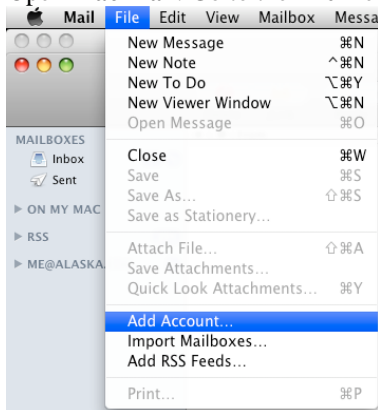 Mail File Edit View Mailbox Messa
New Message ⌘N
New Note ^⌘N
New To Do ⌥⌘Y
New Viewer Window ⌥⌘N
Open Message ⌘O
MAILBOXES
Inbox
Sent
ON MY MAC
RSS
ME@ALASKA.
Close ⌘W
Save ⌘S
Save As... ⇧⌘S
Save as Stationery...
Attach File... ⇧⌘A
Save Attachments...
Quick Look Attachments... ⌘Y
Add Account...
Import Mailboxes...
Add RSS Feeds...
Print... ⌘P